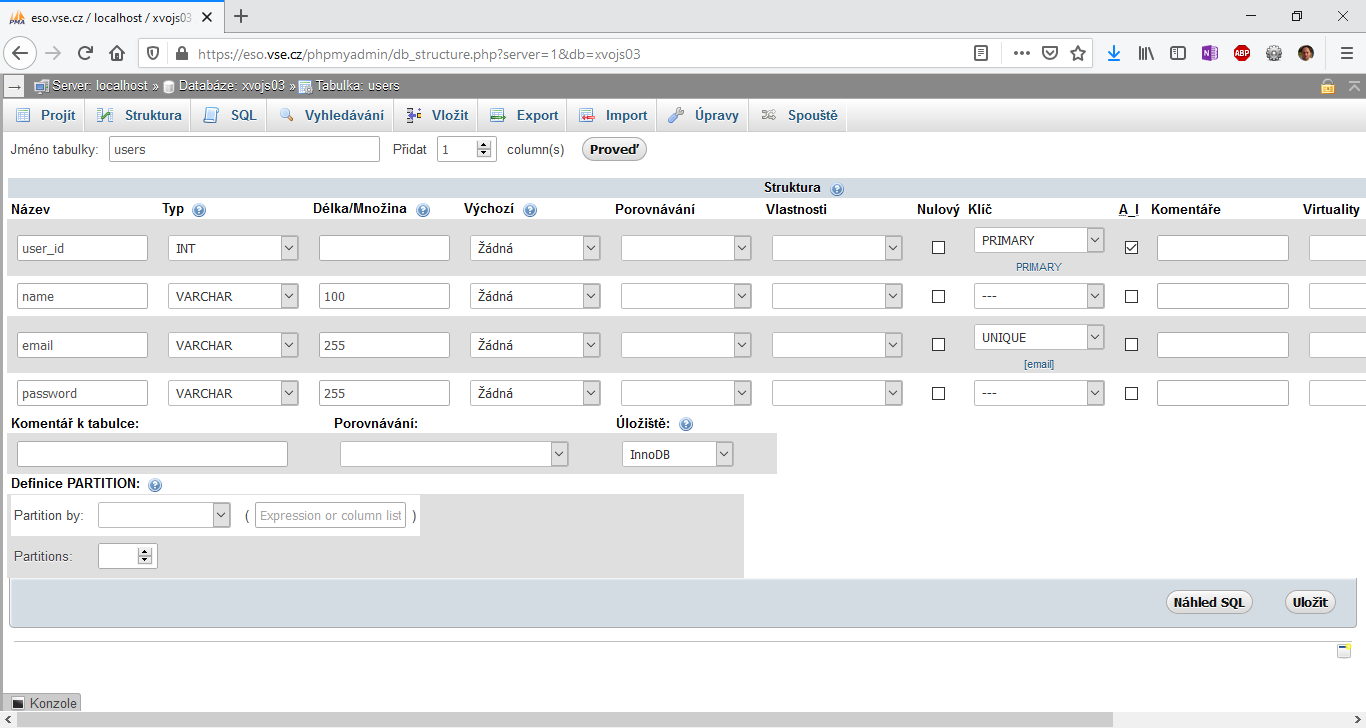 eso.vse.cz / localhost / xvojs03
https://eso.vse.cz/phpmyadmin/db_structure.php?server=1&db=xvojs03
Server: localhost » Databáze: xvojs03 » Tabulka: users
Projít Struktura SQL Vyhledávání Vložit Export Import Úpravy Spouště
Jméno tabulky: users Přidat 1 column(s) Proveď
Struktura
Název Typ Délka/Množina Výchozí Porovnávání Vlastnosti Nulový Klíč A_I Komentáře Virtuality
user_id INT Žádná PRIMARY
PRIMARY
name VARCHAR 100 Žádná ---
email VARCHAR 255 Žádná UNIQUE
[email]
password VARCHAR 255 Žádná ---
Komentář k tabulce: Porovnávání: Úložiště:
InnoDB
Definice PARTITION:
Partition by: ( Expression or column list )
Partitions:
Náhled SQL Uložit
Konzole